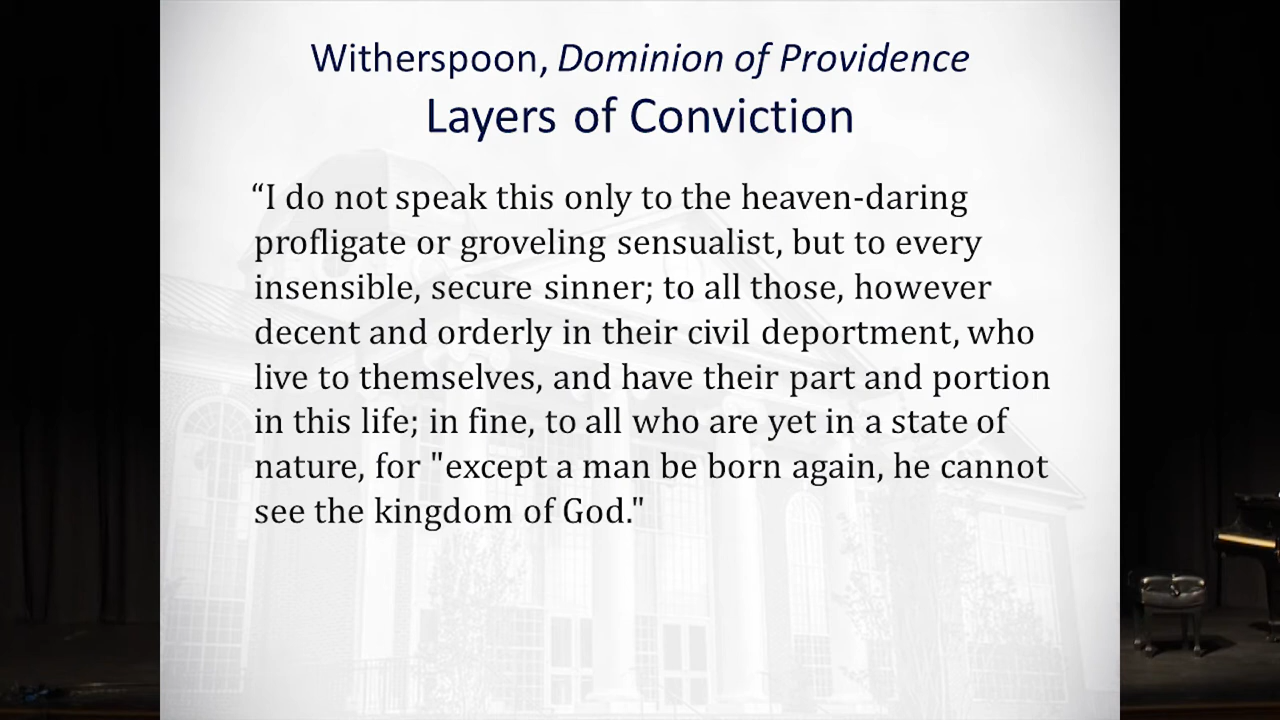 Witherspoon, Dominion of Providence
Layers of Conviction
“I do not speak this only to the heaven-daring
profligate or groveling sensualist, but to every
insensible, secure sinner; to all those, however
decent and orderly in their civil deportment, who
live to themselves, and have their part and portion
in this life; in fine, to all who are yet in a state of
nature, for "except a man be born again, he cannot
see the kingdom of God."